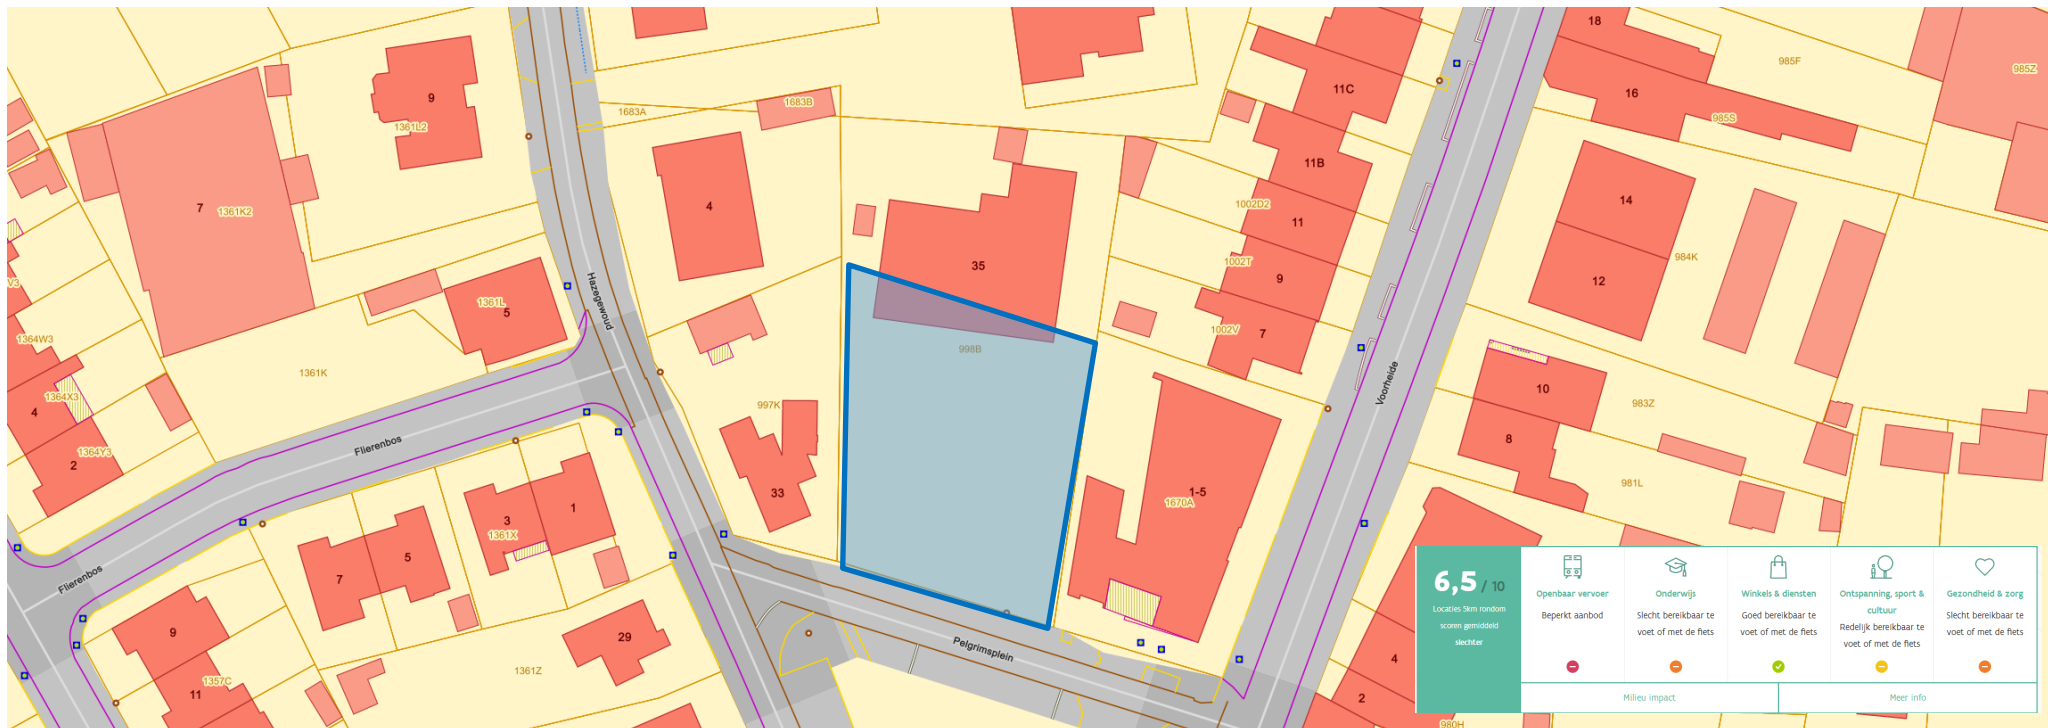 18
985F
985Z
9
1361L2
1683A
1683B
11C
16
985S
7
1361K2
4
11B
1002D2
11
14
984K
12
35
1002T
9
V3
Hazegewoud
1361L
5
1002V
7
1364W3
998B
Voorheide
1361K
4
1364X3
997K
10
983Z
Flierenbos
2
1364Y3
33
8
981L
1-5
1670A
3
1361X
1
7
5
Flierenbos
9
29
Pelgrimsplein
11
1357C
1361Z
4
2
980H
6,5 / 10
Locaties 5km rondom
scoren gemiddeld
slechter
Openbaar vervoer
Beperkt aanbod
Onderwijs
Slecht bereikbaar te
voet of met de fiets
Winkels & diensten
Goed bereikbaar te
voet of met de fiets
Ontspanning, sport &
cultuur
Redelijk bereikbaar te
voet of met de fiets
Gezondheid & zorg
Slecht bereikbaar te
voet of met de fiets
Milieu impact
Meer info